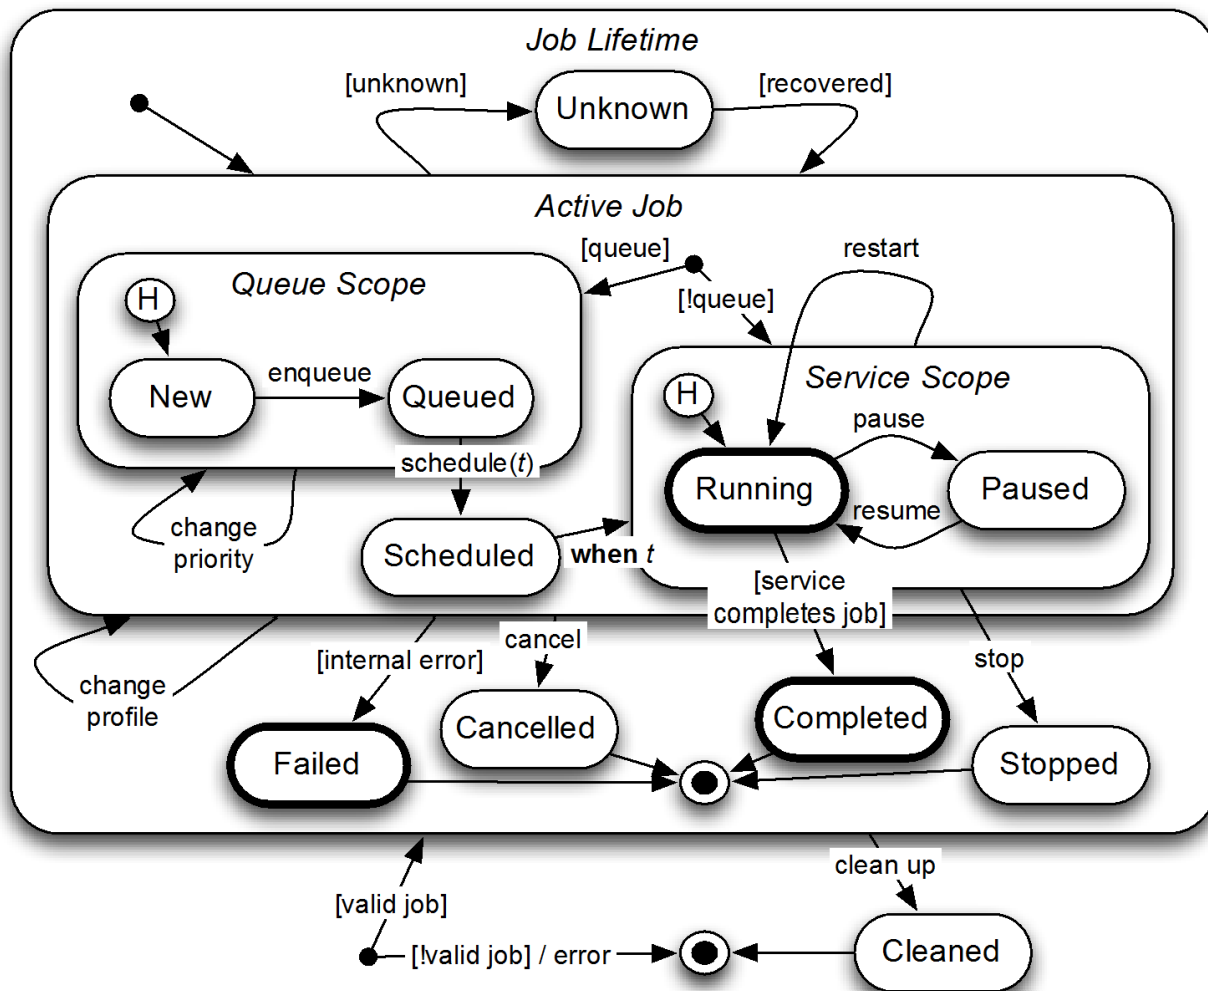 Job Lifetime
[unknown]
[recovered]
Unknown
Active Job
[queue]
restart
Queue Scope
H
[!queue]
enqueue
New
Queued
Service Scope
H
pause
schedule(t)
Running
Paused
resume
change
priority
Scheduled
when t
[service
completes job]
cancel
[internal error]
stop
change
profile
Cancelled
Completed
Failed
Stopped
clean up
[valid job]
[!valid job] / error
Cleaned